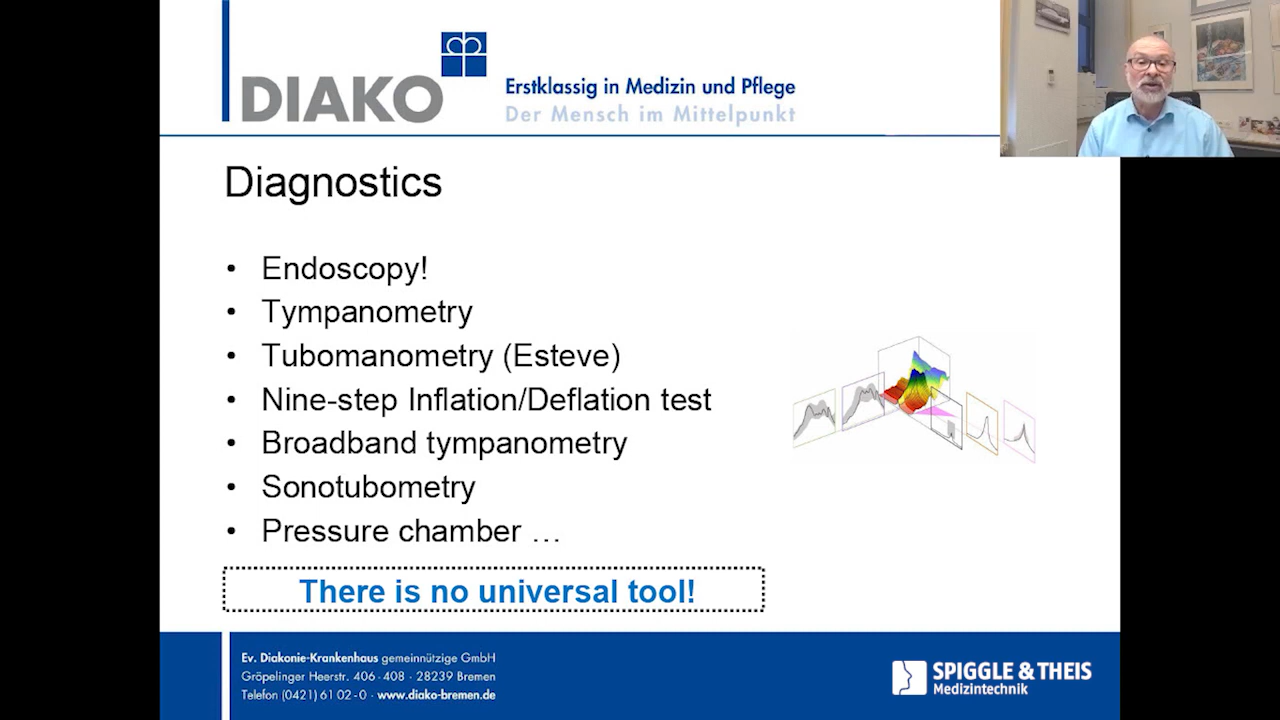 DIAKO
Erstklassig in Medizin und Pflege
Der Mensch im Mittelpunkt
Diagnostics
• Endoscopy!
• Tympanometry
• Tubomanometry (Esteve)
• Nine-step Inflation/Deflation test
• Broadband tympanometry
• Sonotubometry
• Pressure chamber …
There is no universal tool!
Ev. Diakonie-Krankenhaus gemeinnützige GmbH
Gröpelinger Heerstr. 406 - 408 · 28239 Bremen
Telefon (0421) 61 02 - 0 · www.diako-bremen.de
SPIGGLE & THEIS
Medizintechnik